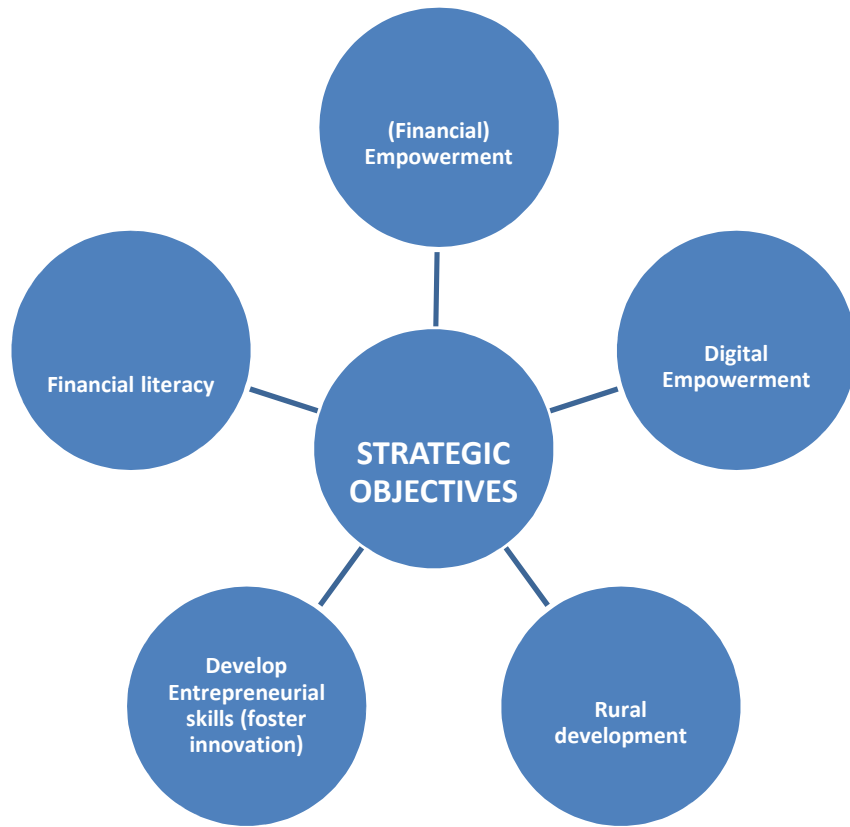 (Financial)
Empowerment
Digital
Empowerment
Financial literacy
STRATEGIC
OBJECTIVES
Develop
Entrepreneurial
skills (foster
innovation)
Rural
development